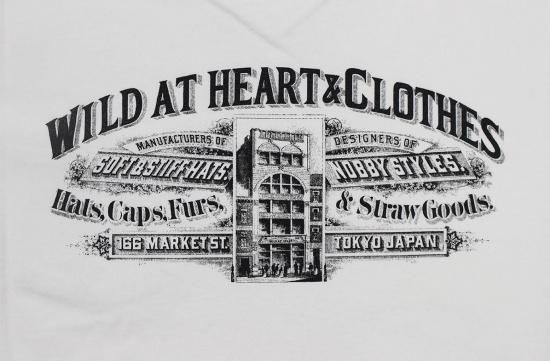 WILD AT HEART & CLOTHES
MANUFACTURERS OF
SOFT & STIFF HATS.
Hats, Caps, Furs,
166 MARKET ST.
DESIGNERS OF
NOBBY STYLES.
& Straw Goods.
TOKYO JAPAN